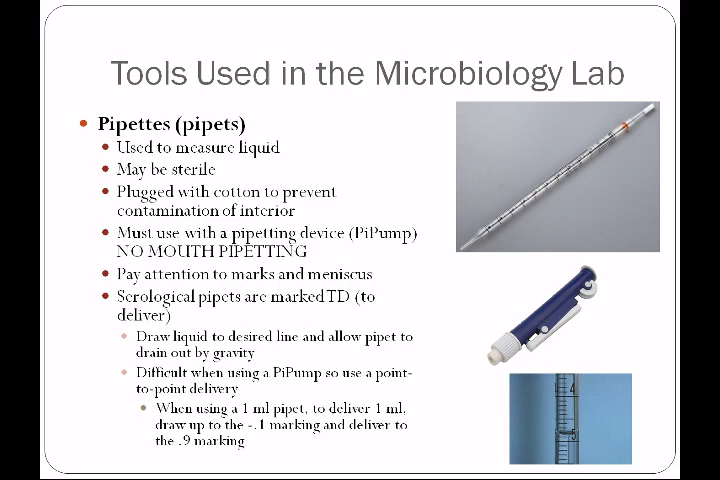 Tools Used in the Microbiology Lab
Pipettes (pipets)
Used to measure liquid
May be sterile
Plugged with cotton to prevent
contamination of interior
Must use with a pipetting device (PiPump)
NO MOUTH PIPETTING
Pay attention to marks and meniscus
Serological pipets are marked TD (to
deliver)
Draw liquid to desired line and allow pipet to
drain out by gravity
Difficult when using a PiPump so use a point-
to-point delivery
When using a 1 ml pipet, to deliver 1 ml,
draw up to the -.1 marking and deliver to
the .9 marking
4